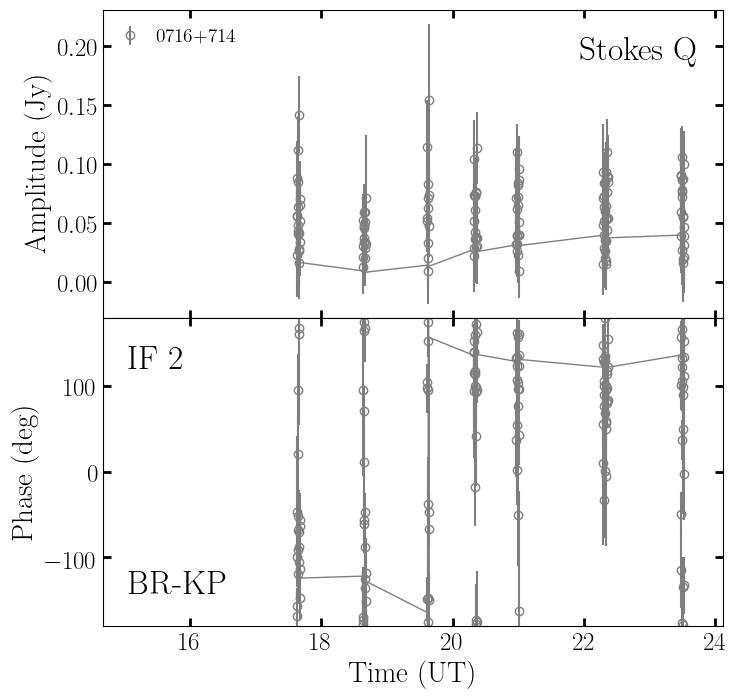 0716+714
Stokes Q
0.20
0.15
0.10
0.05
0.00
Amplitude (Jy)
IF 2
100
0
−100
Phase (deg)
BR-KP
16 18 20 22 24
Time (UT)